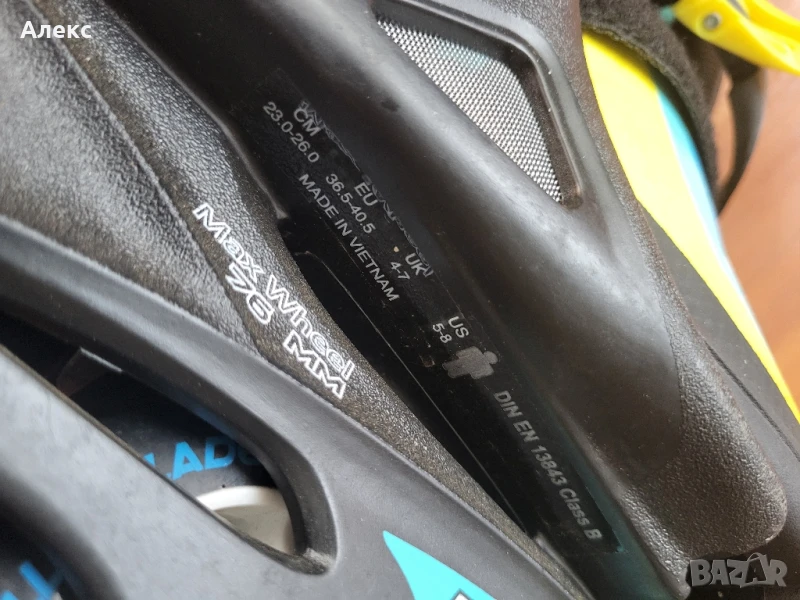 Алекс
CM EU UK US
23.0-26.0 36.5-40.5 4-7 5-8
MADE IN VIETNAM
DIN EN 13843 Class B
Max Wheel
76 MM
BAZAR